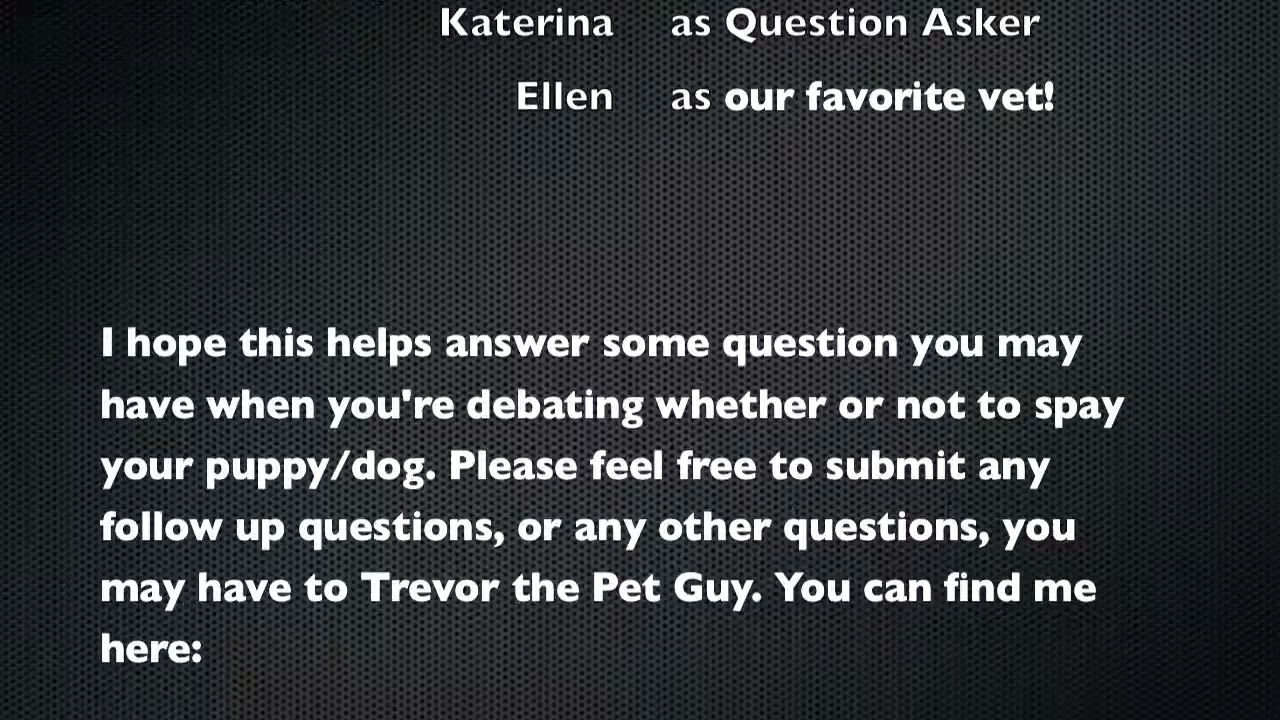 Katerina as Question Asker
Ellen as our favorite vet!
I hope this helps answer some question you may
have when you're debating whether or not to spay
your puppy/dog. Please feel free to submit any
follow up questions, or any other questions, you
may have to Trevor the Pet Guy. You can find me
here: